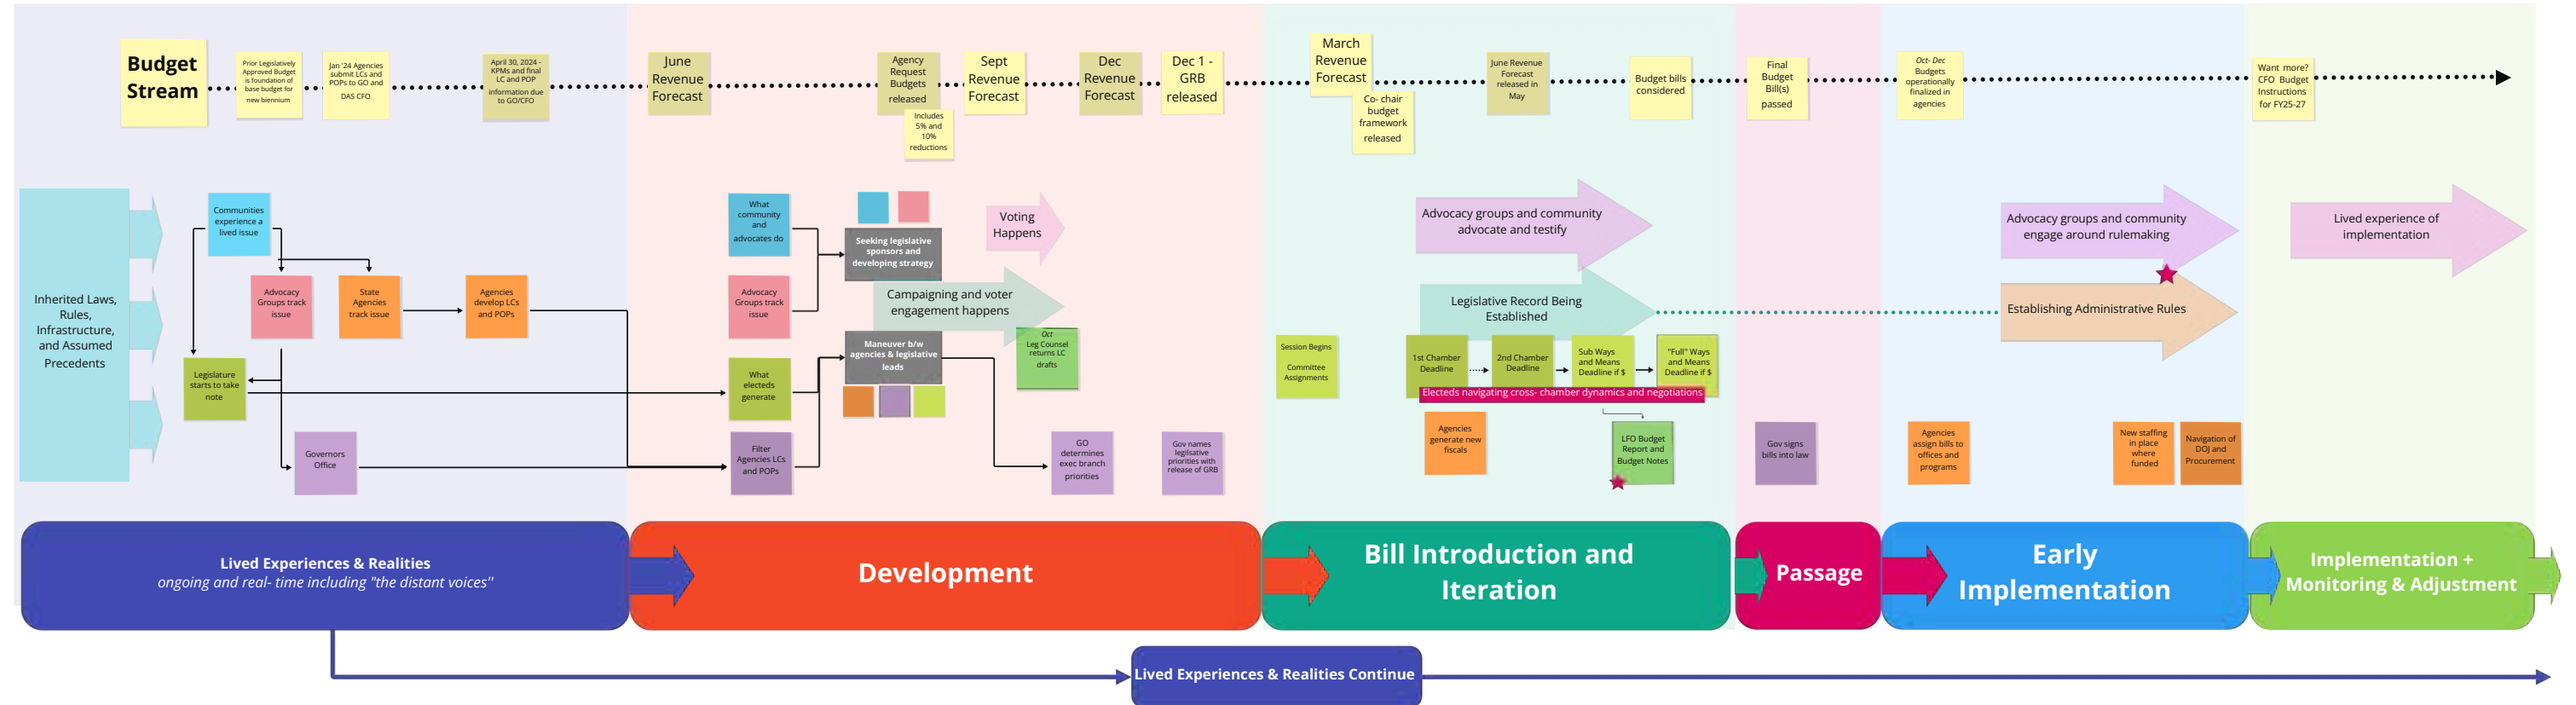 Budget
Stream
Prior Legislatively
Approved Budget
is foundation of
base budget for
new biennium
Jan '24 Agencies
submit LCs and
POPs to GO and
DAS CFO
April 30, 2024 -
KPMs and final
LC and POP
information due
to GO/CFO
June
Revenue
Forecast
Agency
Request
Budgets
released
Includes
5% and
10%
reductions
Sept
Revenue
Forecast
Dec
Revenue
Forecast
Dec 1 -
GRB
released
March
Revenue
Forecast
Co- chair
budget
framework
released
June Revenue
Forecast
released in
May
Budget bills
considered
Final
Budget
Bill(s)
passed
Oct- Dec
Budgets
operationally
finalized in
agencies
Want more?
CFO Budget
Instructions
for FY25-27
Inherited Laws,
Rules,
Infrastructure,
and Assumed
Precedents
Communities
experience a
lived issue
Advocacy
Groups track
issue
State
Agencies
track issue
Agencies
develop LCs
and POPs
Legislature
starts to take
note
Governors
Office
What
community
and
advocates do
Advocacy
Groups track
issue
What
electeds
generate
Filter
Agencies LCs
and POPs
Seeking legislative
sponsors and
developing strategy
Campaigning and voter
engagement happens
Maneuver b/w
agencies & legislative
leads
Voting
Happens
Oct
Leg Counsel
returns LC
drafts
GO
determines
exec branch
priorities
Gov names
legilsative
priorities with
release of GRB
Advocacy groups and community
advocate and testify
Legislative Record Being
Established
Session Begins
Committee
Assignments
1st Chamber
Deadline
2nd Chamber
Deadline
Sub Ways
and Means
Deadline if $
"Full" Ways
and Means
Deadline if $
Electeds navigating cross- chamber dynamics and negotiations
Agencies
generate new
fiscals
LFO Budget
Report and
Budget Notes
Gov signs
bills into law
Advocacy groups and community
engage around rulemaking
Establishing Administrative Rules
Agencies
assign bills to
offices and
programs
New staffing
in place
where
funded
Navigation of
DOJ and
Procurement
Lived experience of
implementation
Lived Experiences & Realities
ongoing and real- time including "the distant voices"
Development
Bill Introduction and
Iteration
Passage
Early
Implementation
Implementation +
Monitoring & Adjustment
Lived Experiences & Realities Continue